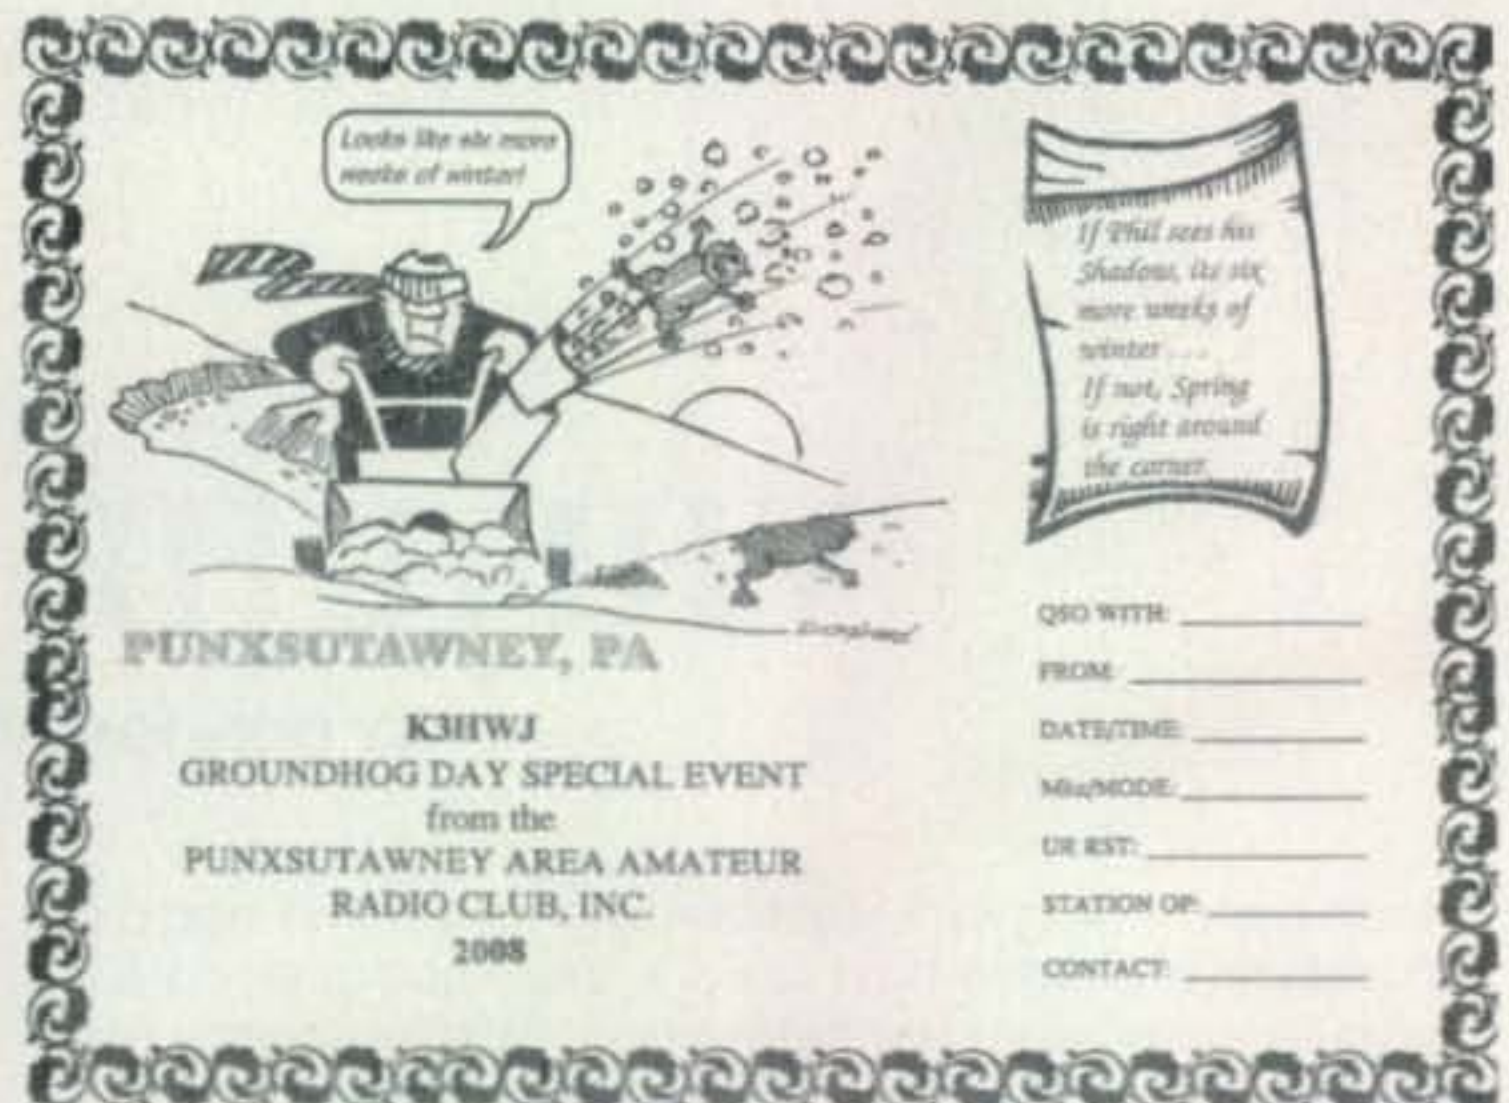 Looks like six more
weeks of winter!
If Phil sees his
Shadow, its six
more weeks of
winter . . .
If not, Spring
is right around
the corner.
PUNXSUTAWNEY, PA
K3HWJ
GROUNDHOG DAY SPECIAL EVENT
from the
PUNXSUTAWNEY AREA AMATEUR
RADIO CLUB, INC.
2008
QSO WITH:
FROM:
DATE/TIME:
Mhz/MODE:
UR RST:
STATION OP:
CONTACT: